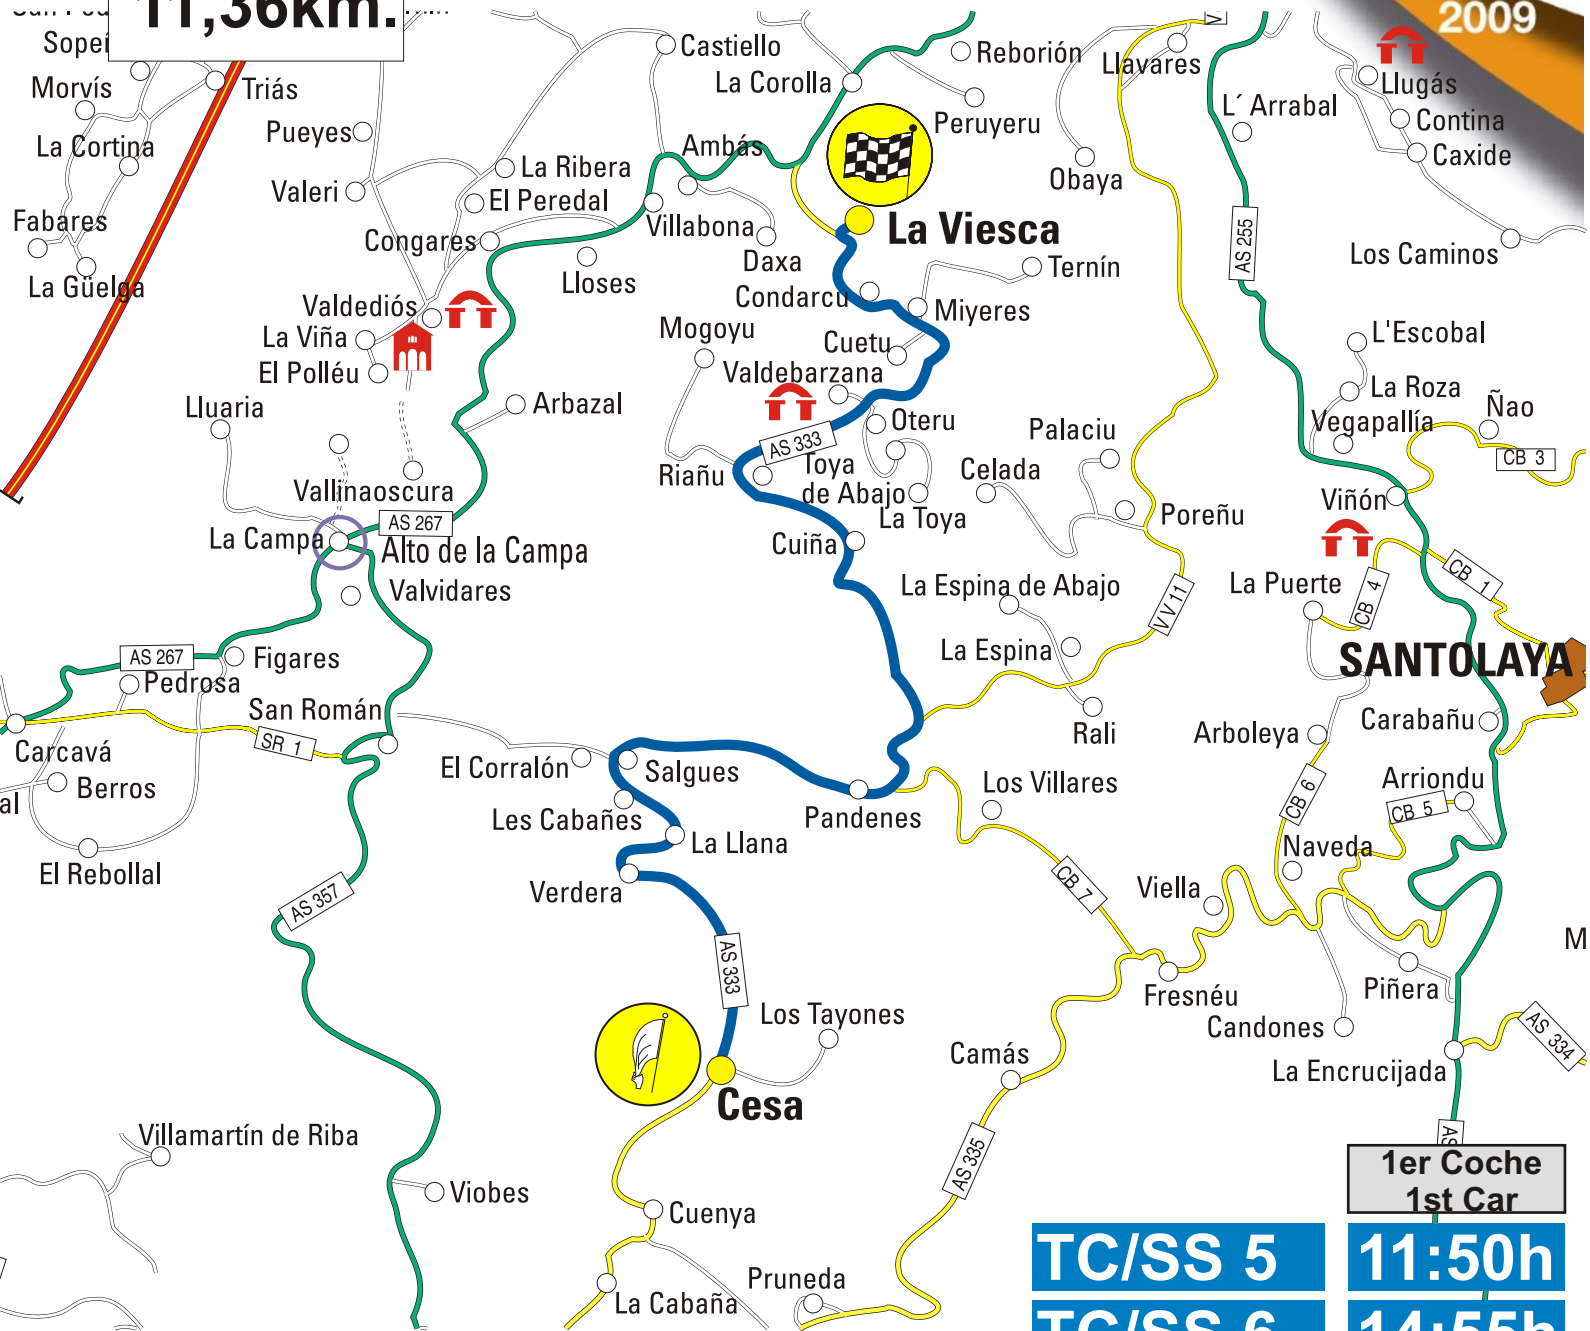 11,36km.
2009
Castiello
Reborión
Llavares
La Corolla
Llugás
Morvís
Triás
L´ Arrabal
Contina
Peruyeru
Pueyes
La Cortina
Ambás
Caxide
La Ribera
Obaya
Valeri
El Peredal
Fabares
Villabona
La Viesca
Congares
AS 255
Los Caminos
Daxa
Ternín
La Güelga
Lloses
Condarcu
Valdediós
Miyeres
La Viña
Mogoyu
Cuetu
L'Escobal
El Polléu
Valdebarzana
La Roza
Lluaria
Arbazal
Ñao
Oteru
Vegapallía
Palaciu
AS 333
CB 3
Riañu
Toya
de Abajo
Celada
Vallinaoscura
Viñón
La Toya
Poreñu
AS 267
La Campa
Alto de la Campa
Cuiña
CB 1
La Espina de Abajo
La Puerte
CB 4
Valvidares
V V 11
La Espina
AS 267
Figares
SANTOLAYA
Pedrosa
San Román
Carabañu
Rali
Arboleya
SR 1
Carcavá
El Corralón
Salgues
Los Villares
Arriondu
Berros
al
CB 6
CB 5
Les Cabañes
Pandenes
La Llana
Naveda
El Rebollal
CB 7
Viella
Verdera
AS 357
M
AS 333
Fresnéu
Piñera
Los Tayones
Candones
AS 334
Camás
La Encrucijada
Cesa
Villamartín de Riba
AS
AS 335
1er Coche
1st Car
Viobes
Cuenya
TC/SS 5 11:50h
Pruneda
La Cabaña
TC/SS 6 14:55h